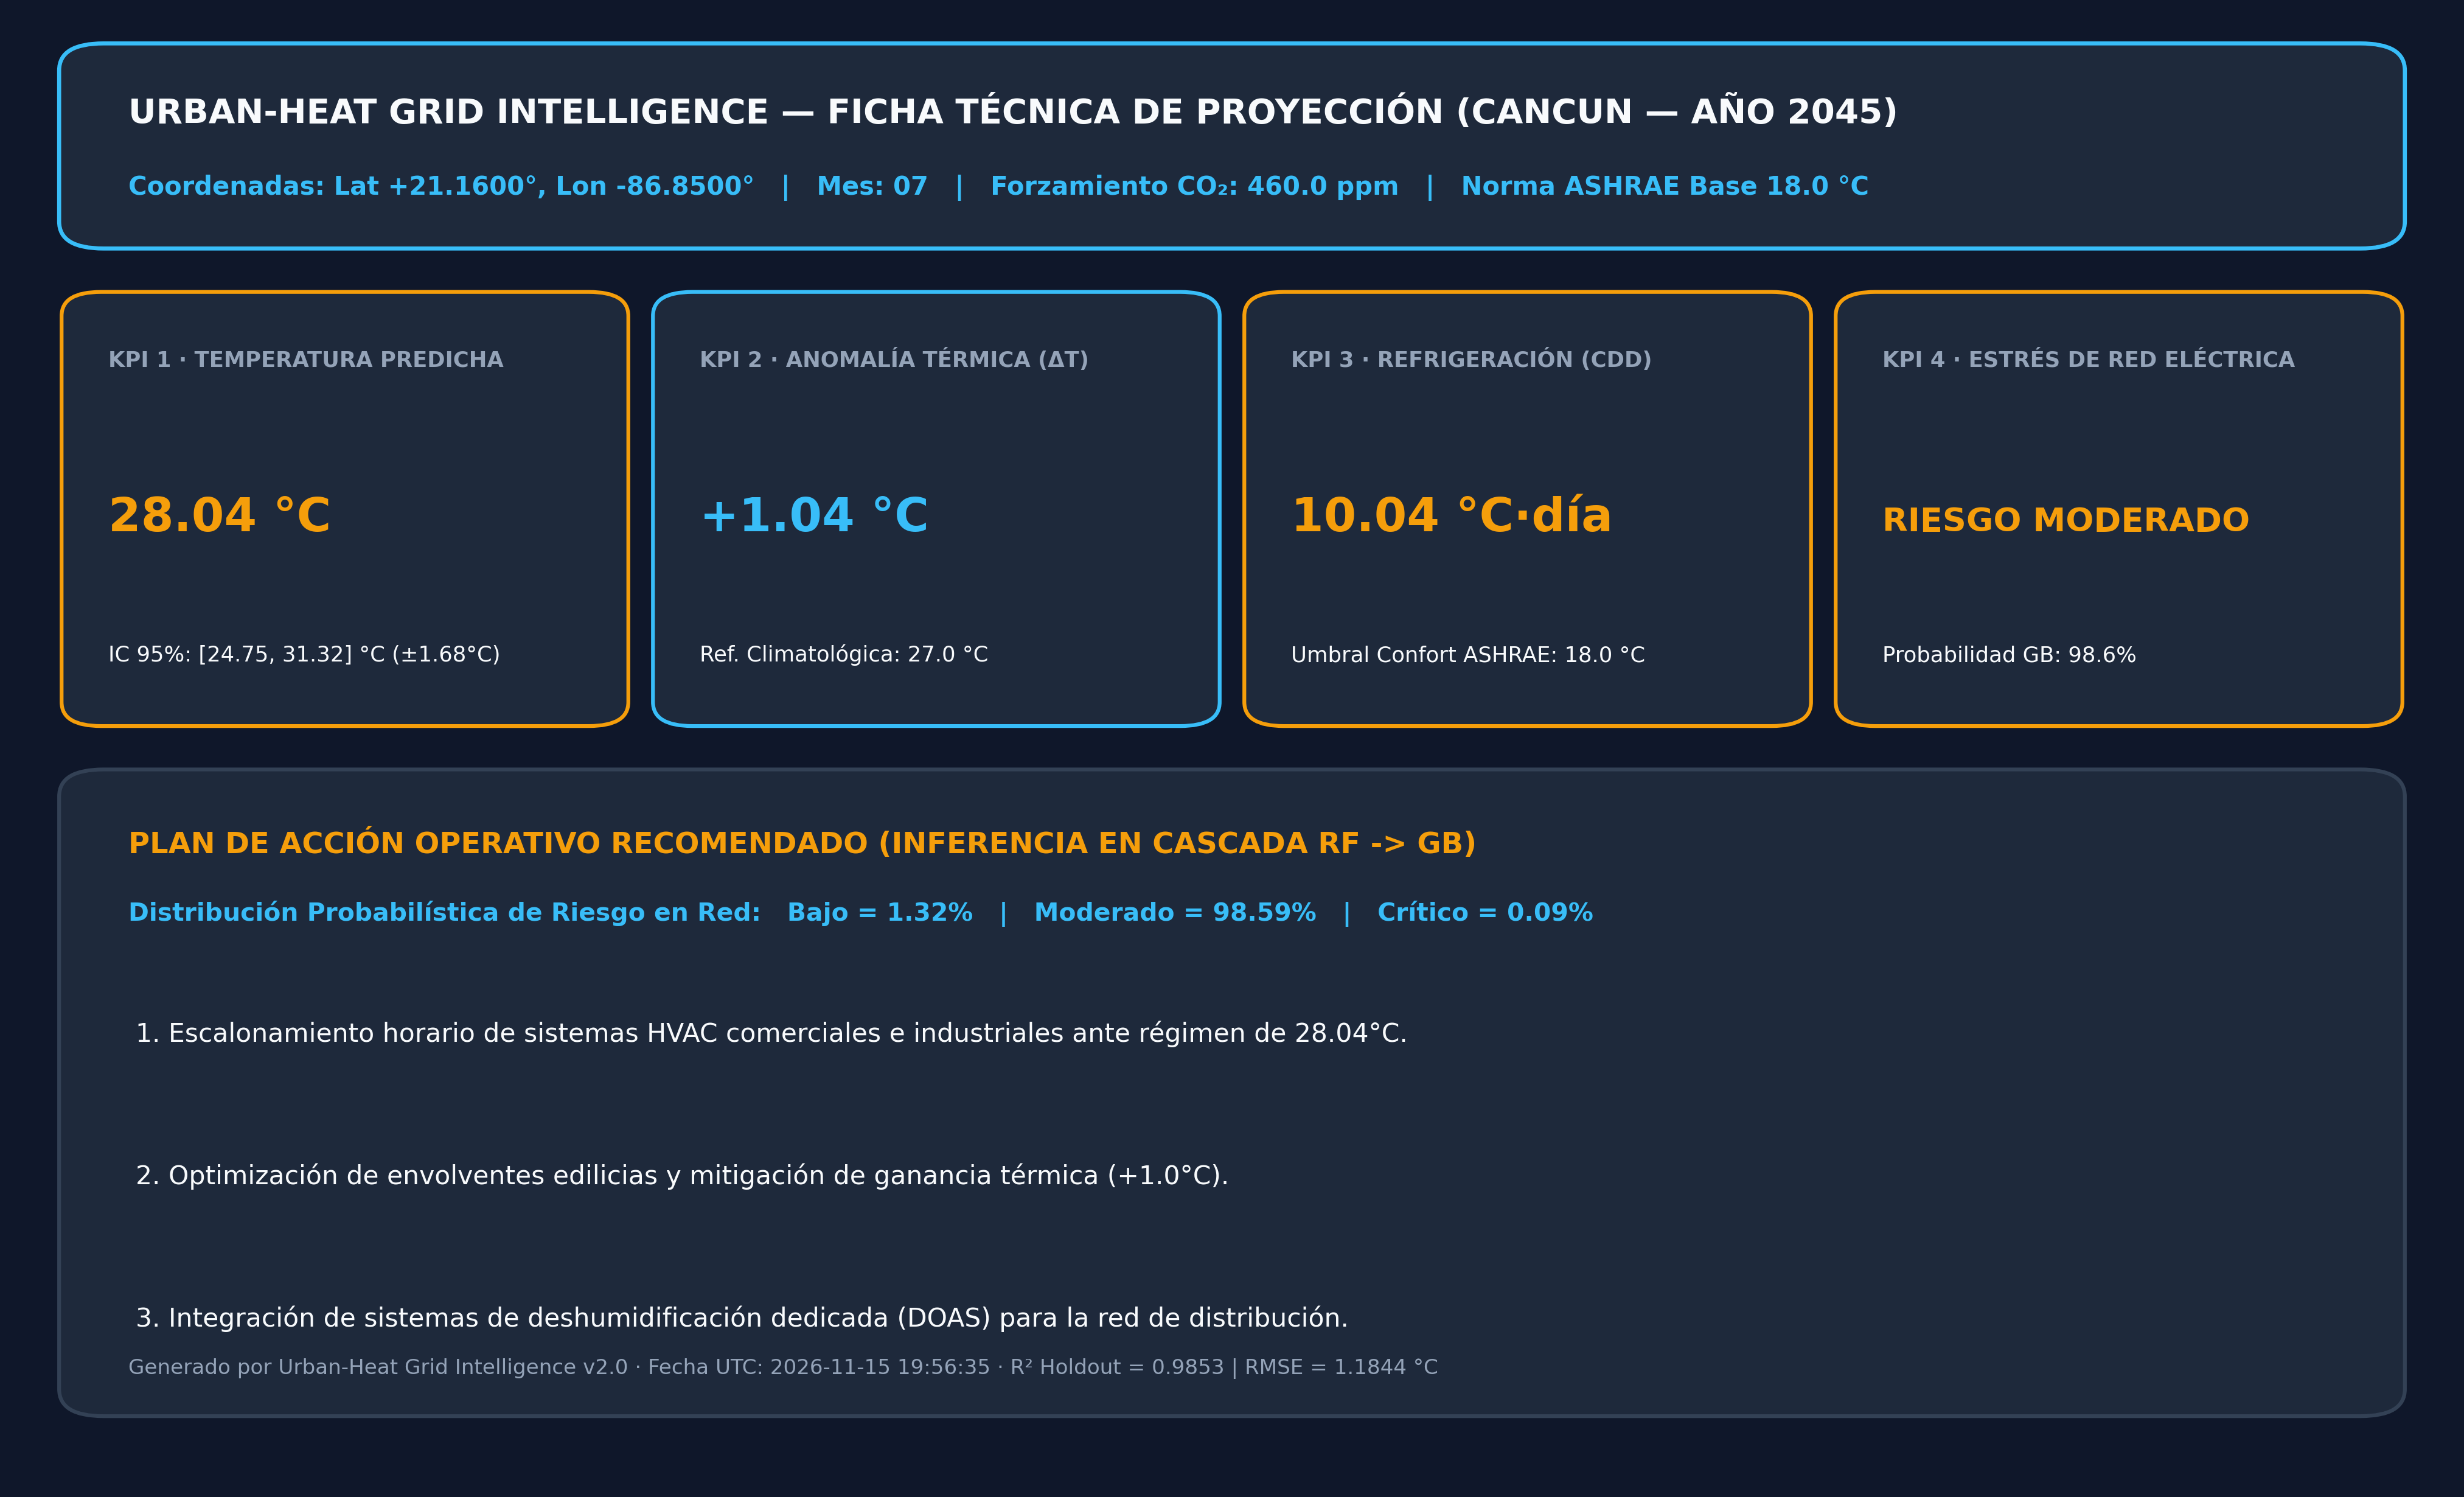 URBAN-HEAT GRID INTELLIGENCE — FICHA TÉCNICA DE PROYECCIÓN (CANCUN — AÑO 2045)
Coordenadas: Lat +21.1600°, Lon -86.8500° | Mes: 07 | Forzamiento CO₂: 460.0 ppm | Norma ASHRAE Base 18.0 °C
KPI 1 · TEMPERATURA PREDICHA
28.04 °C
IC 95%: [24.75, 31.32] °C (±1.68°C)
KPI 2 · ANOMALÍA TÉRMICA (ΔT)
+1.04 °C
Ref. Climatológica: 27.0 °C
KPI 3 · REFRIGERACIÓN (CDD)
10.04 °C·día
Umbral Confort ASHRAE: 18.0 °C
KPI 4 · ESTRÉS DE RED ELÉCTRICA
RIESGO MODERADO
Probabilidad GB: 98.6%
PLAN DE ACCIÓN OPERATIVO RECOMENDADO (INFERENCIA EN CASCADA RF -> GB)
Distribución Probabilística de Riesgo en Red: Bajo = 1.32% | Moderado = 98.59% | Crítico = 0.09%
1. Escalonamiento horario de sistemas HVAC comerciales e industriales ante régimen de 28.04°C.
2. Optimización de envolventes edilicias y mitigación de ganancia térmica (+1.0°C).
3. Integración de sistemas de deshumidificación dedicada (DOAS) para la red de distribución.
Generado por Urban-Heat Grid Intelligence v2.0 · Fecha UTC: 2026-11-15 19:56:35 · R² Holdout = 0.9853 | RMSE = 1.1844 °C